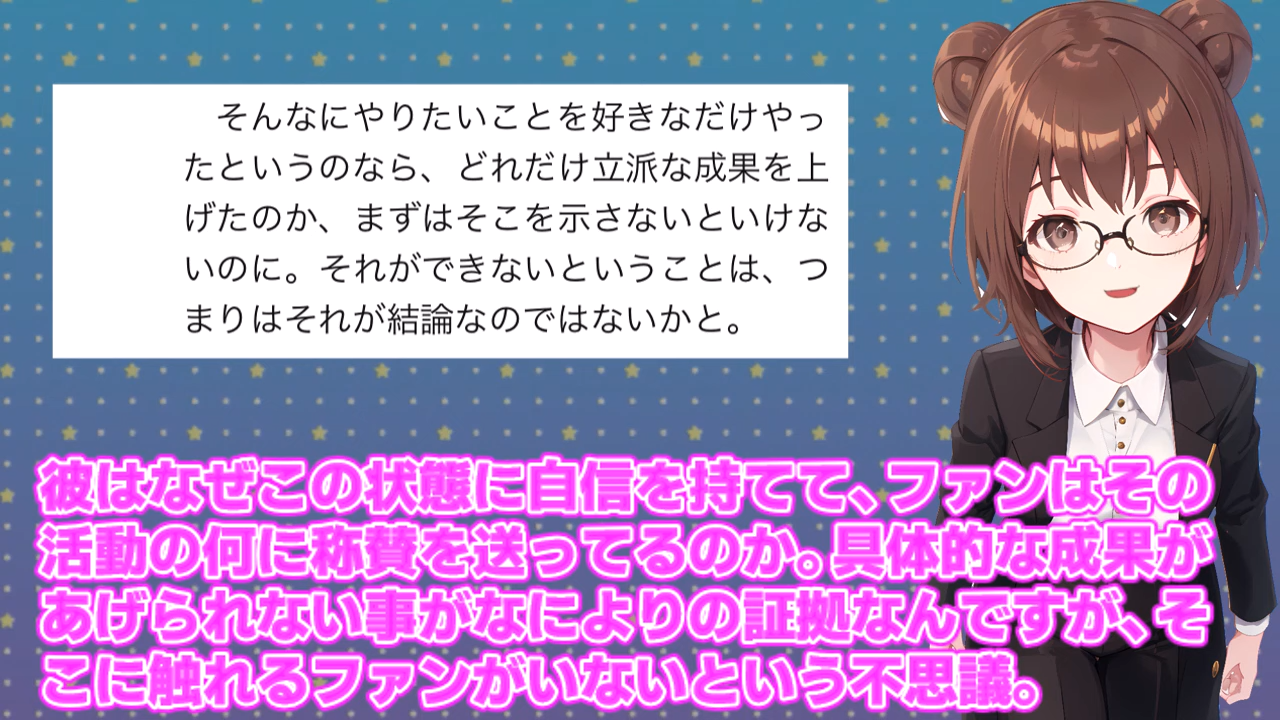 そんなにやりたいことを好きなだけやっ
たというのなら、どれだけ立派な成果を上
げたのか、まずはそこを示さないといけな
いのに。それができないということは、つ
まりはそれが結論なのではないかと。
彼はなぜこの状態に自信を持てて、ファンはその
活動の何に称賛を送ってるのか。具体的な成果が
あげられない事がなによりの証拠なんですが、そ
こに触れるファンがいないという不思議。